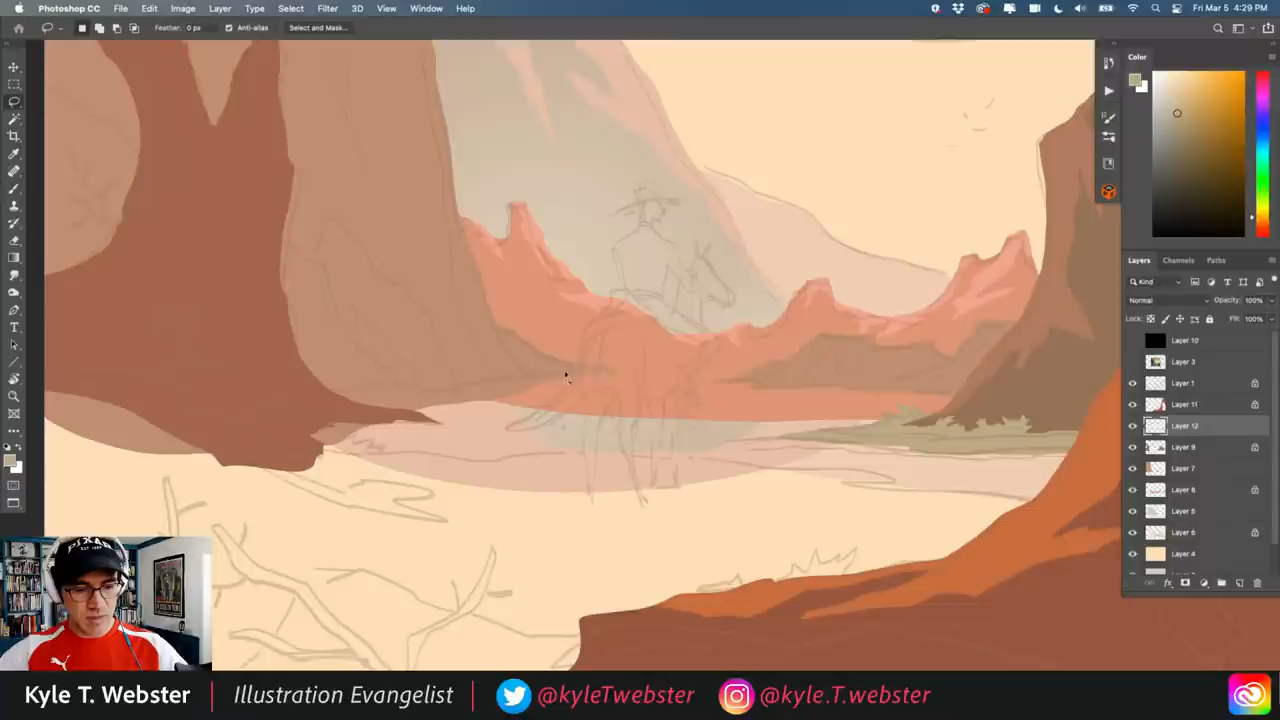 Photoshop CC File Edit Image Layer Type Select Filter 3D View Window Help Fri Mar 5 4:29 PM
Feather: 0 px Anti-alias Select and Mask...
Color
Layers Channels Paths
Kind
Normal Opacity: 100%
Lock: Fill: 100%
Layer 10
Layer 3
Layer 1
Layer 11
Layer 12
Layer 9
Layer 7
Layer 8
Layer 5
Layer 6
Layer 4
PIXAR
Kyle T. Webster | Illustration Evangelist | @kyleTwebster @kyle.T.webster